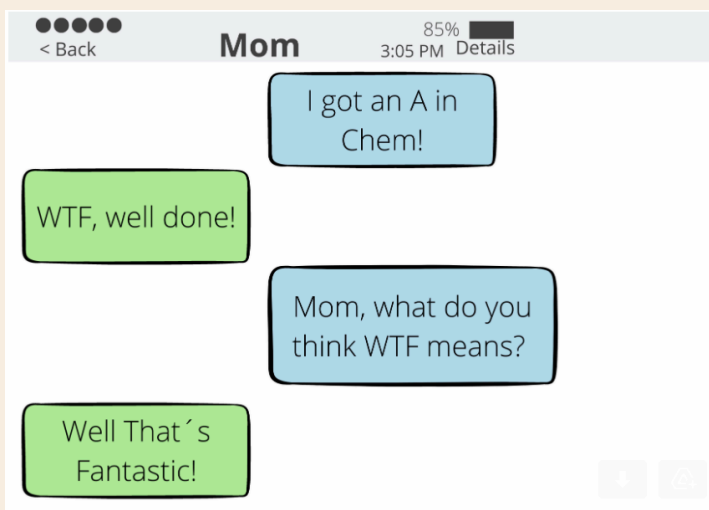 85%
< Back Mom 3:05 PM Details
I got an A in
Chem!
WTF, well done!
Mom, what do you
think WTF means?
Well That´s
Fantastic!